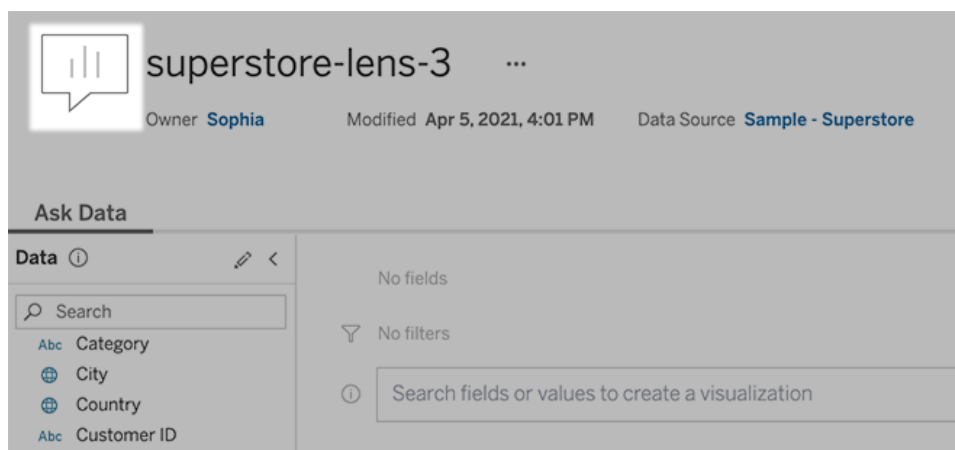 superstore-lens-3 ...
Owner Sophia Modified Apr 5, 2021, 4:01 PM Data Source Sample - Superstore
Ask Data
Data
Search
Abc Category
City
Country
Abc Customer ID
No fields
No filters
Search fields or values to create a visualization